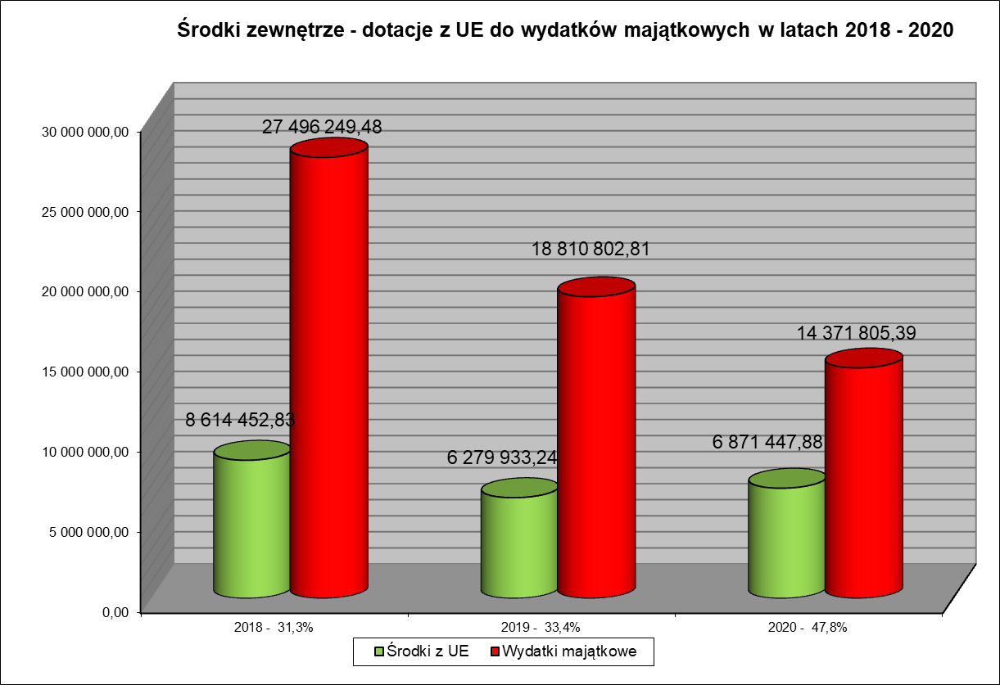 Środki zewnętrze - dotacje z UE do wydatków majątkowych w latach 2018 - 2020
30 000 000,00
25 000 000,00
20 000 000,00
15 000 000,00
10 000 000,00
5 000 000,00
0,00
27 496 249,48
18 810 802,81
14 371 805,39
8 614 452,83
6 279 933,24
6 871 447,88
2018 - 31,3%
2019 - 33,4%
2020 - 47,8%
Środki z UE
Wydatki majątkowe